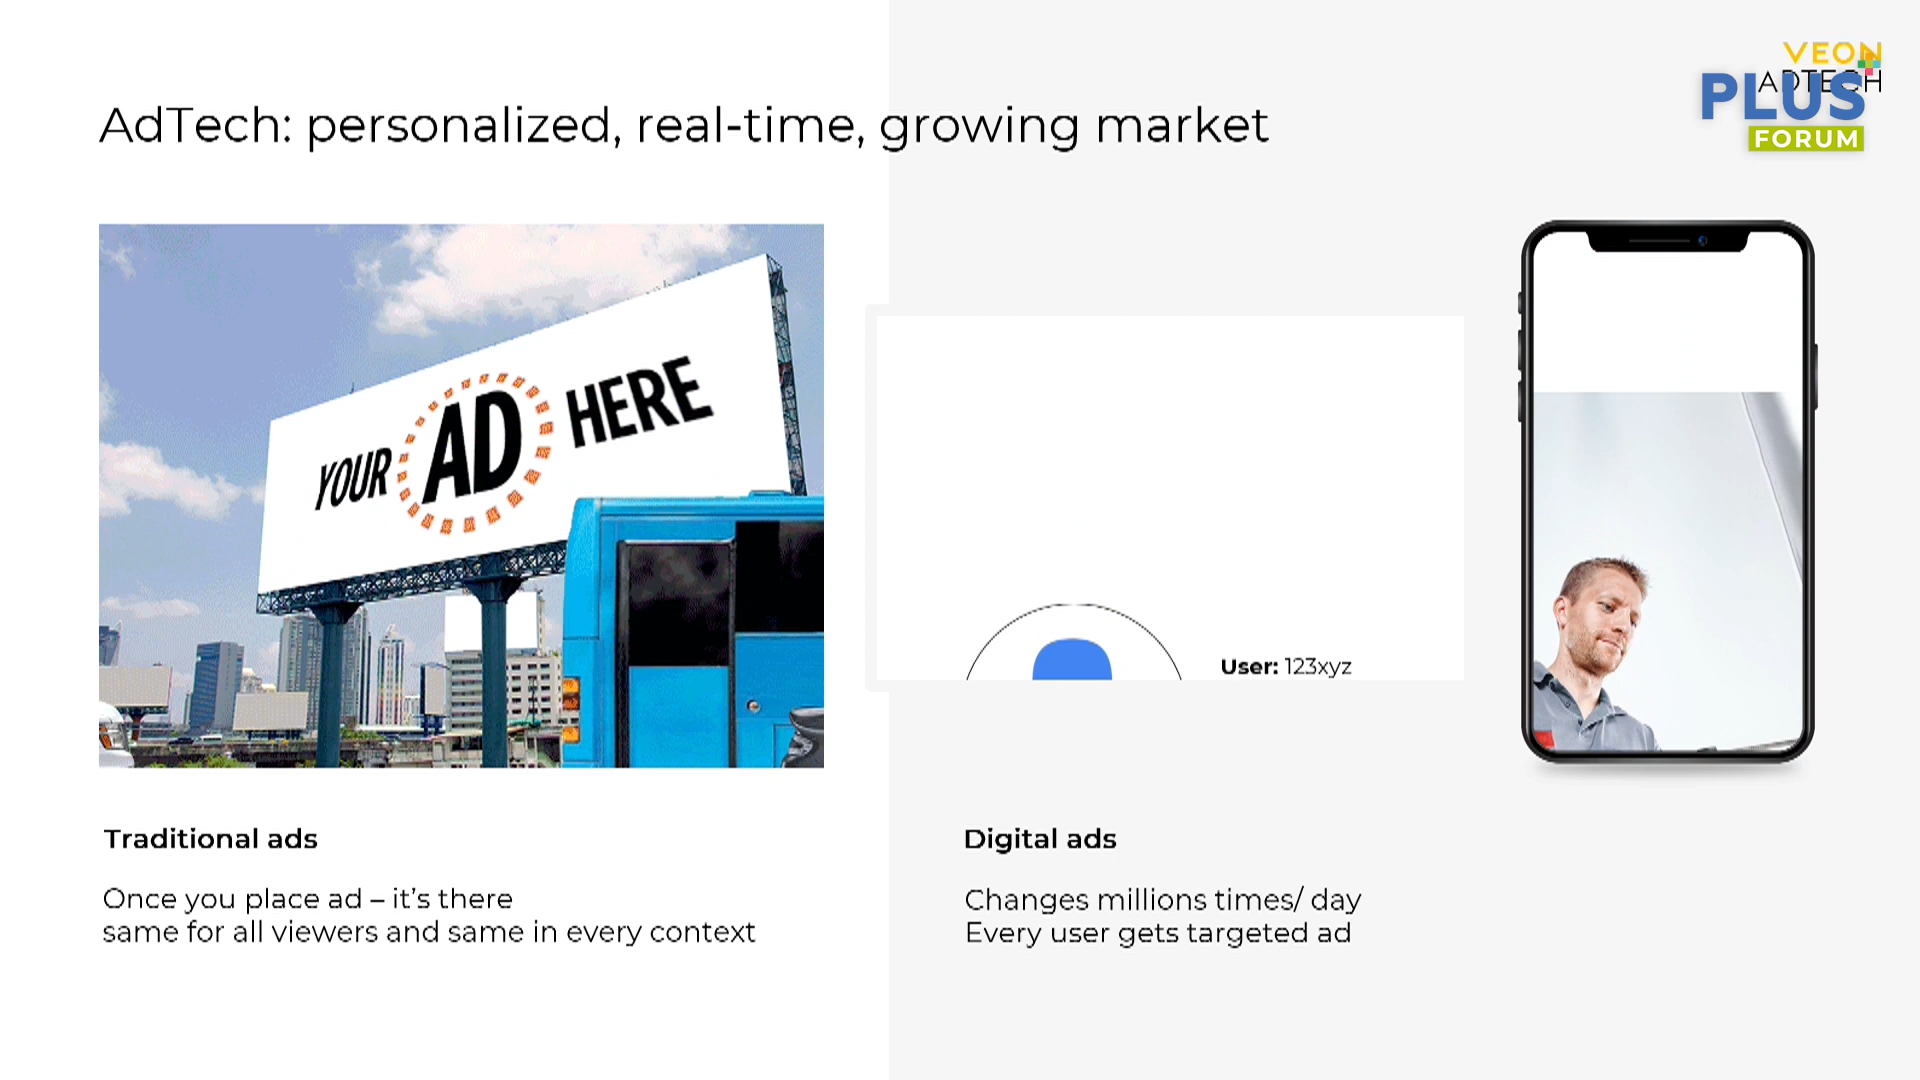 VEON
ADTECH
PLUS
FORUM
AdTech: personalized, real-time, growing market
YOUR AD HERE
User: 123xyz
Traditional ads
Once you place ad – it's there
same for all viewers and same in every context
Digital ads
Changes millions times/ day
Every user gets targeted ad